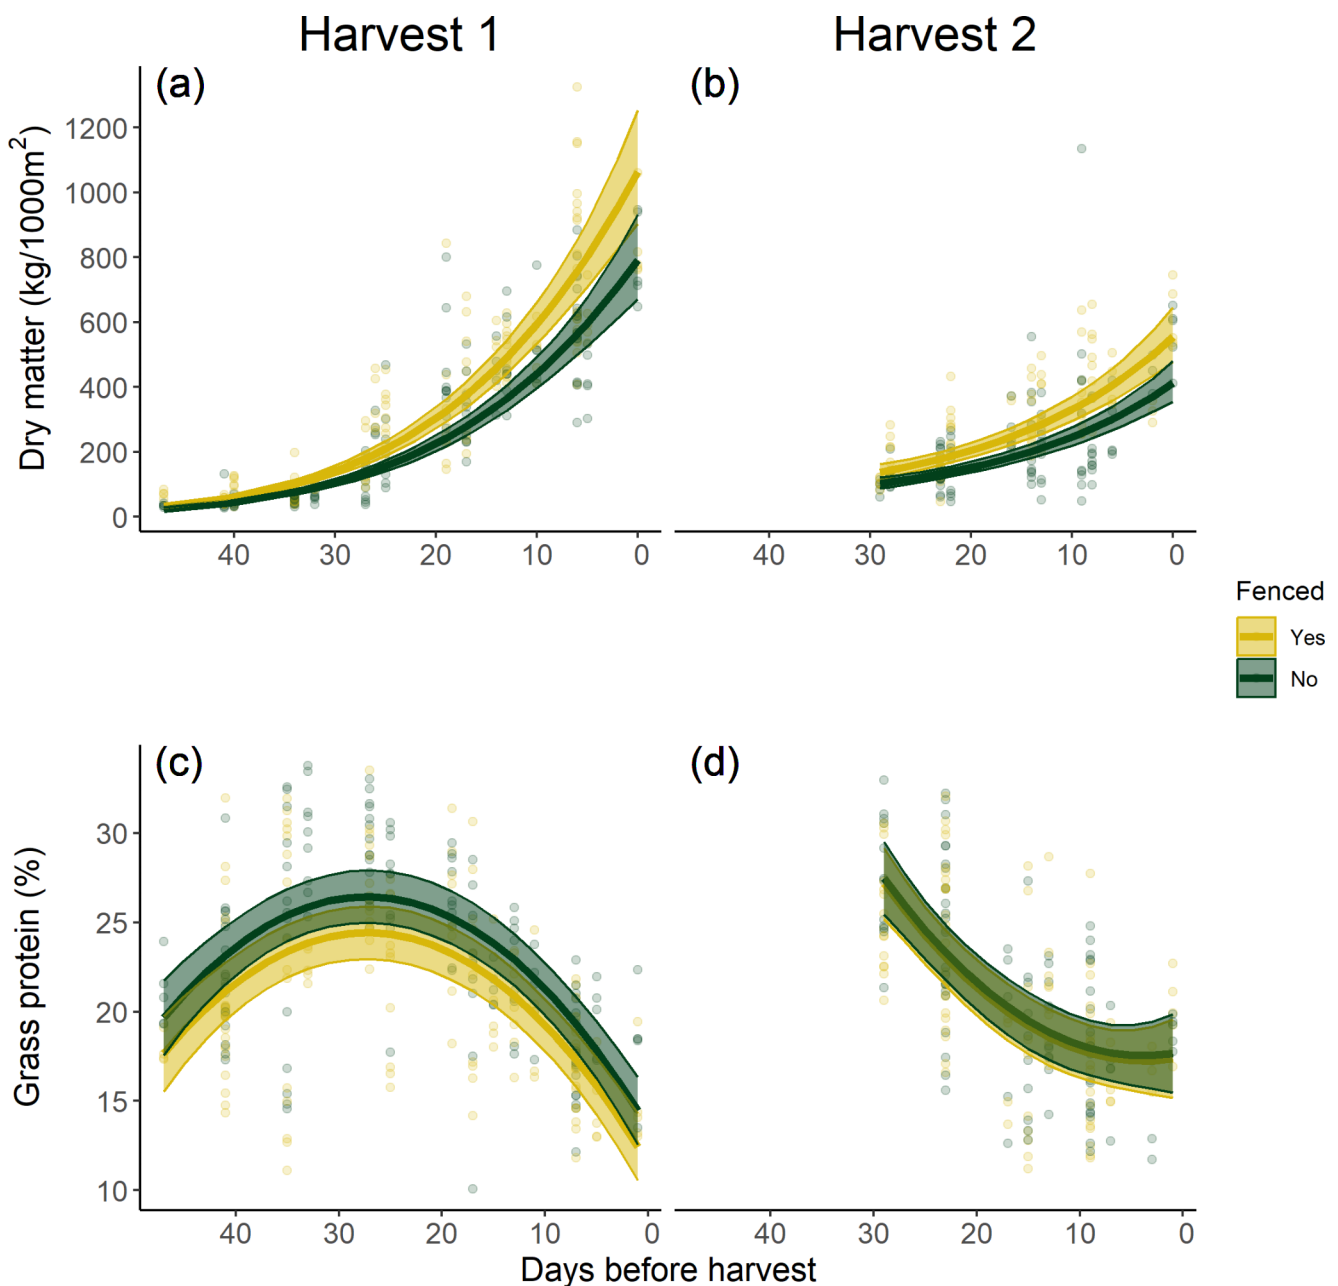 Harvest 1
Harvest 2
(a)
(b)
Dry matter (kg/1000m²)
1200
1000
800
600
400
200
0
40 30 20 10 0
40 30 20 10 0
Fenced
Yes
No
(c)
(d)
Grass protein (%)
30
25
20
15
10
40 30 20 10 0
40 30 20 10 0
Days before harvest